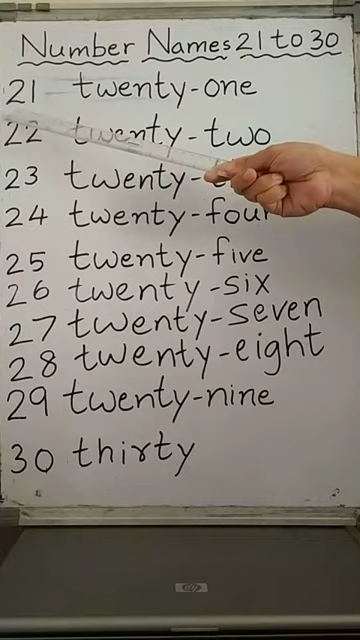 Number Names 21 to 30
21 twenty-one
22 twenty-two
23 twenty-
24 twenty-four
25 twenty-five
26 twenty-six
27 twenty-seven
28 twenty-eight
29 twenty-nine
30 thirty
hp